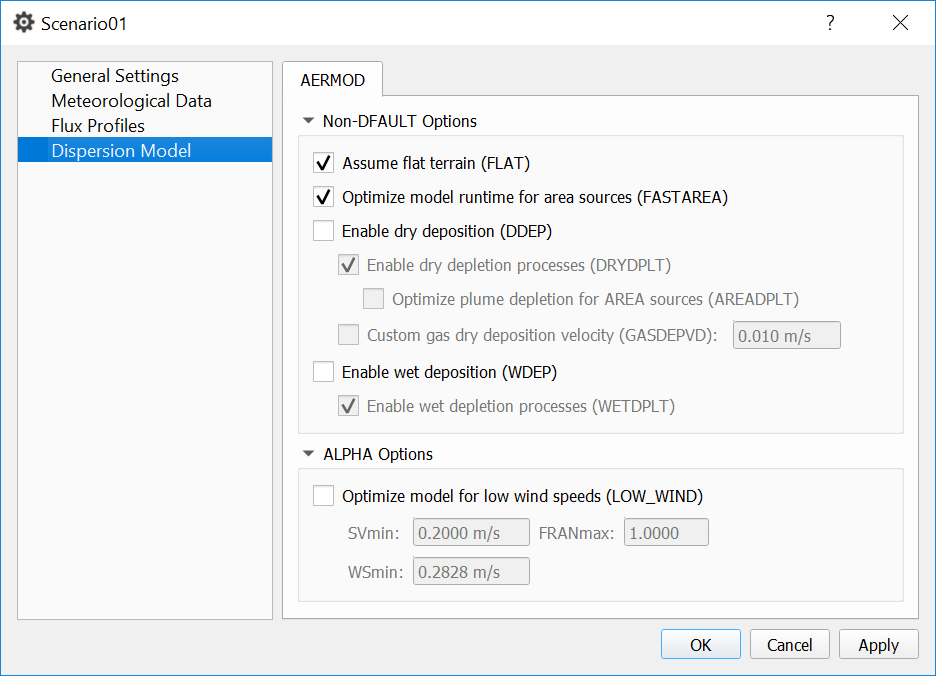 Scenario01
?
General Settings
Meteorological Data
Flux Profiles
Dispersion Model
AERMOD
Non-DFAULT Options
Assume flat terrain (FLAT)
Optimize model runtime for area sources (FASTAREA)
Enable dry deposition (DDEP)
Enable dry depletion processes (DRYDPLT)
Optimize plume depletion for AREA sources (AREADPLT)
Custom gas dry deposition velocity (GASDEPVD): 0.010 m/s
Enable wet deposition (WDEP)
Enable wet depletion processes (WETDPLT)
ALPHA Options
Optimize model for low wind speeds (LOW_WIND)
SVmin: 0.2000 m/s FRANmax: 1.0000
WSmin: 0.2828 m/s
OK Cancel Apply